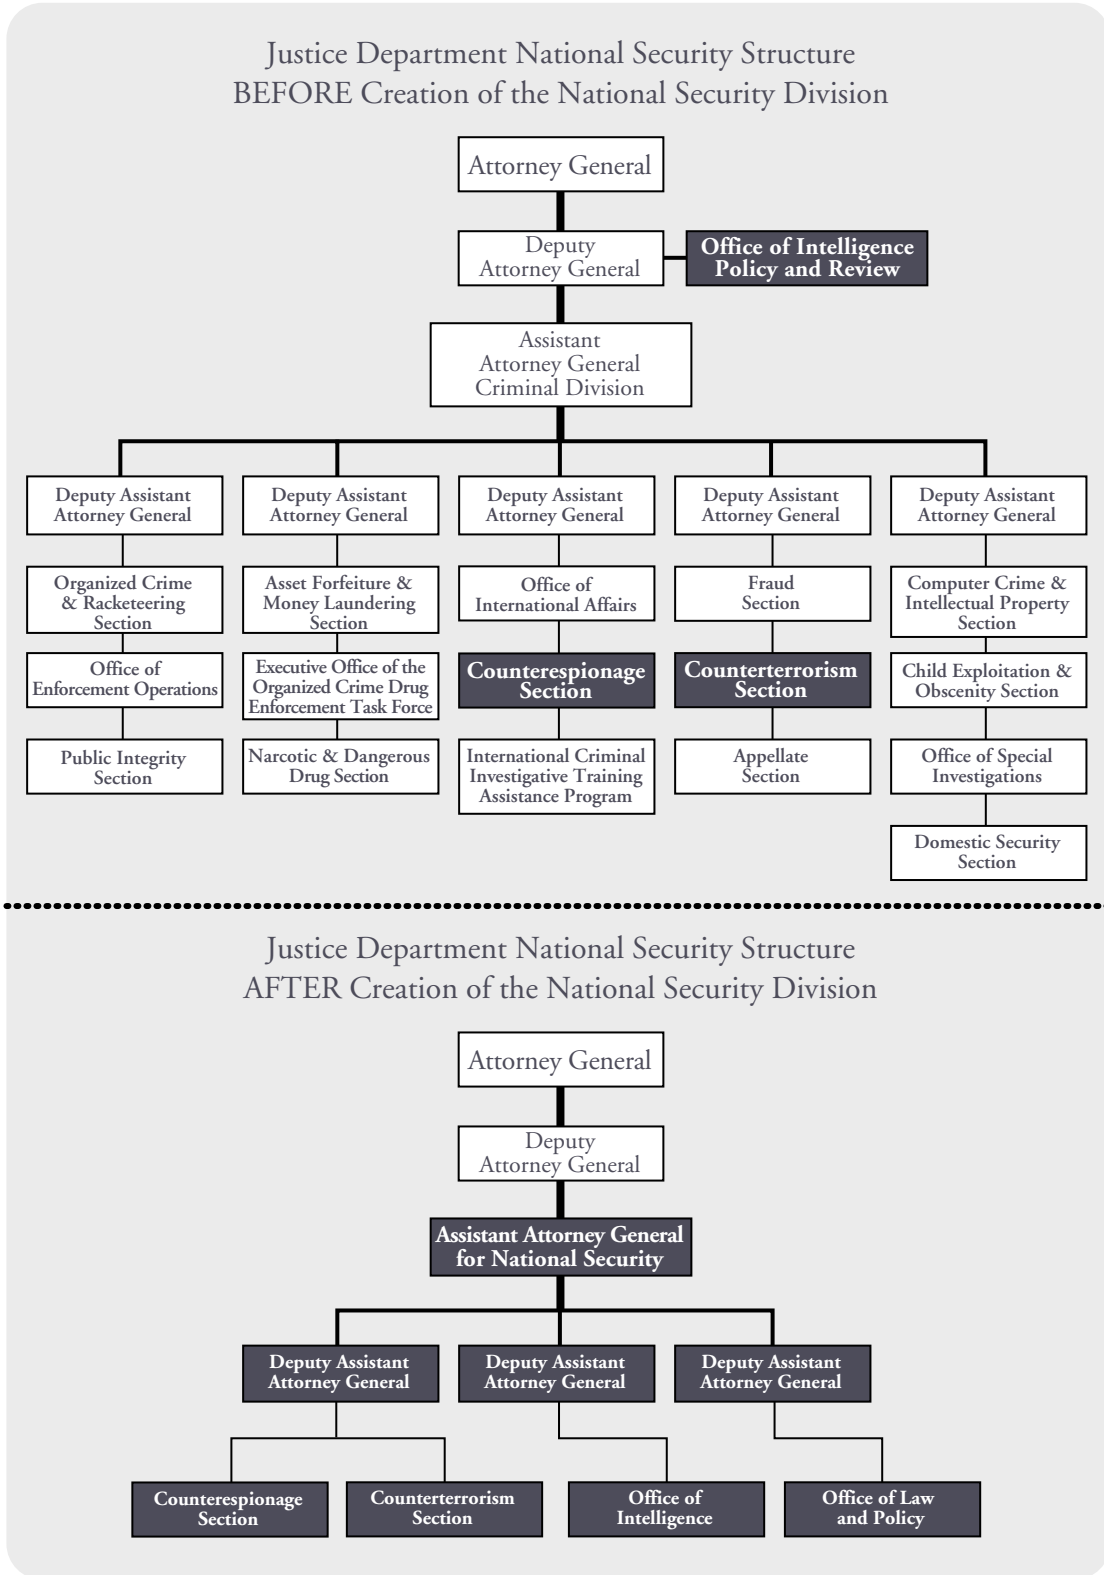 Justice Department National Security Structure
BEFORE Creation of the National Security Division
Attorney General
Deputy
Attorney General
Office of Intelligence
Policy and Review
Assistant
Attorney General
Criminal Division
Deputy Assistant
Attorney General
Organized Crime
& Racketeering
Section
Office of
Enforcement Operations
Public Integrity
Section
Deputy Assistant
Attorney General
Asset Forfeiture &
Money Laundering
Section
Executive Office of the
Organized Crime Drug
Enforcement Task Force
Narcotic & Dangerous
Drug Section
Deputy Assistant
Attorney General
Office of
International Affairs
Counterespionage
Section
International Criminal
Investigative Training
Assistance Program
Deputy Assistant
Attorney General
Fraud
Section
Counterterrorism
Section
Appellate
Section
Deputy Assistant
Attorney General
Computer Crime &
Intellectual Property
Section
Child Exploitation &
Obscenity Section
Office of Special
Investigations
Domestic Security
Section
Justice Department National Security Structure
AFTER Creation of the National Security Division
Attorney General
Deputy
Attorney General
Assistant Attorney General
for National Security
Deputy Assistant
Attorney General
Deputy Assistant
Attorney General
Deputy Assistant
Attorney General
Counterespionage
Section
Counterterrorism
Section
Office of
Intelligence
Office of Law
and Policy